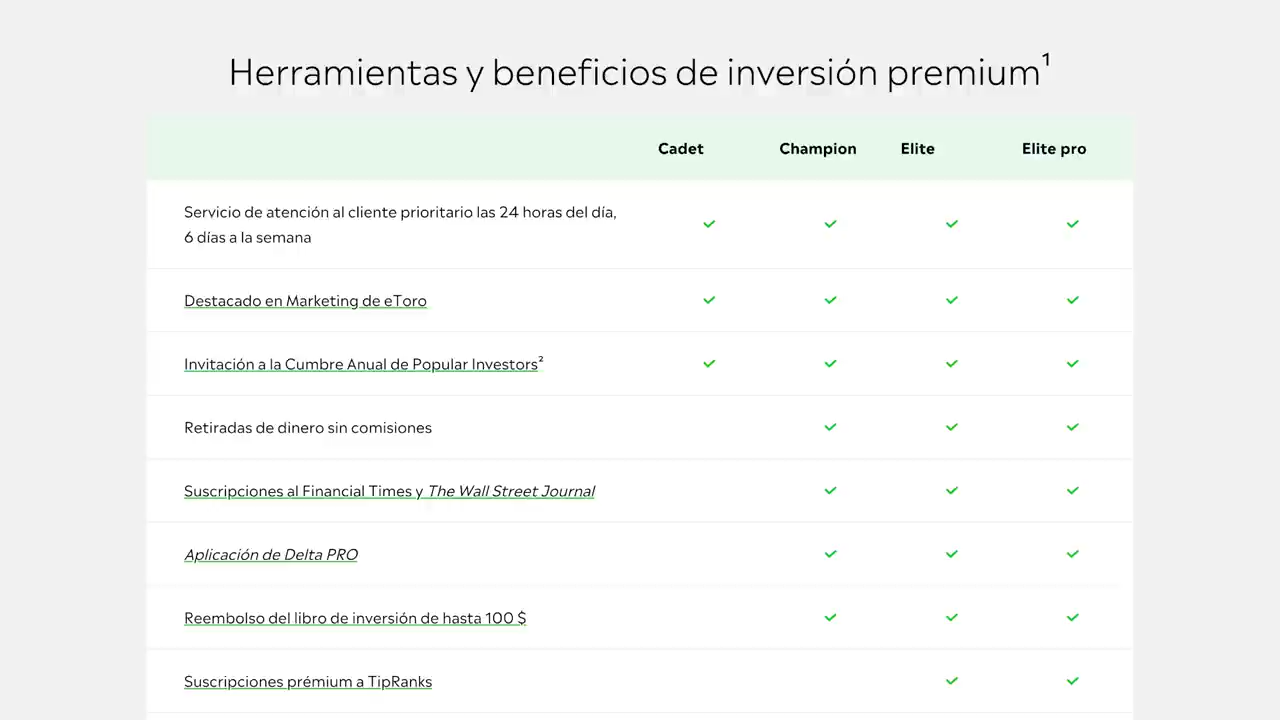 Herramientas y beneficios de inversión premium¹
Cadet Champion Elite Elite pro
Servicio de atención al cliente prioritario las 24 horas del día,
6 días a la semana
Destacado en Marketing de eToro
Invitación a la Cumbre Anual de Popular Investors²
Retiradas de dinero sin comisiones
Suscripciones al Financial Times y The Wall Street Journal
Aplicación de Delta PRO
Reembolso del libro de inversión de hasta 100 $
Suscripciones prémium a TipRanks